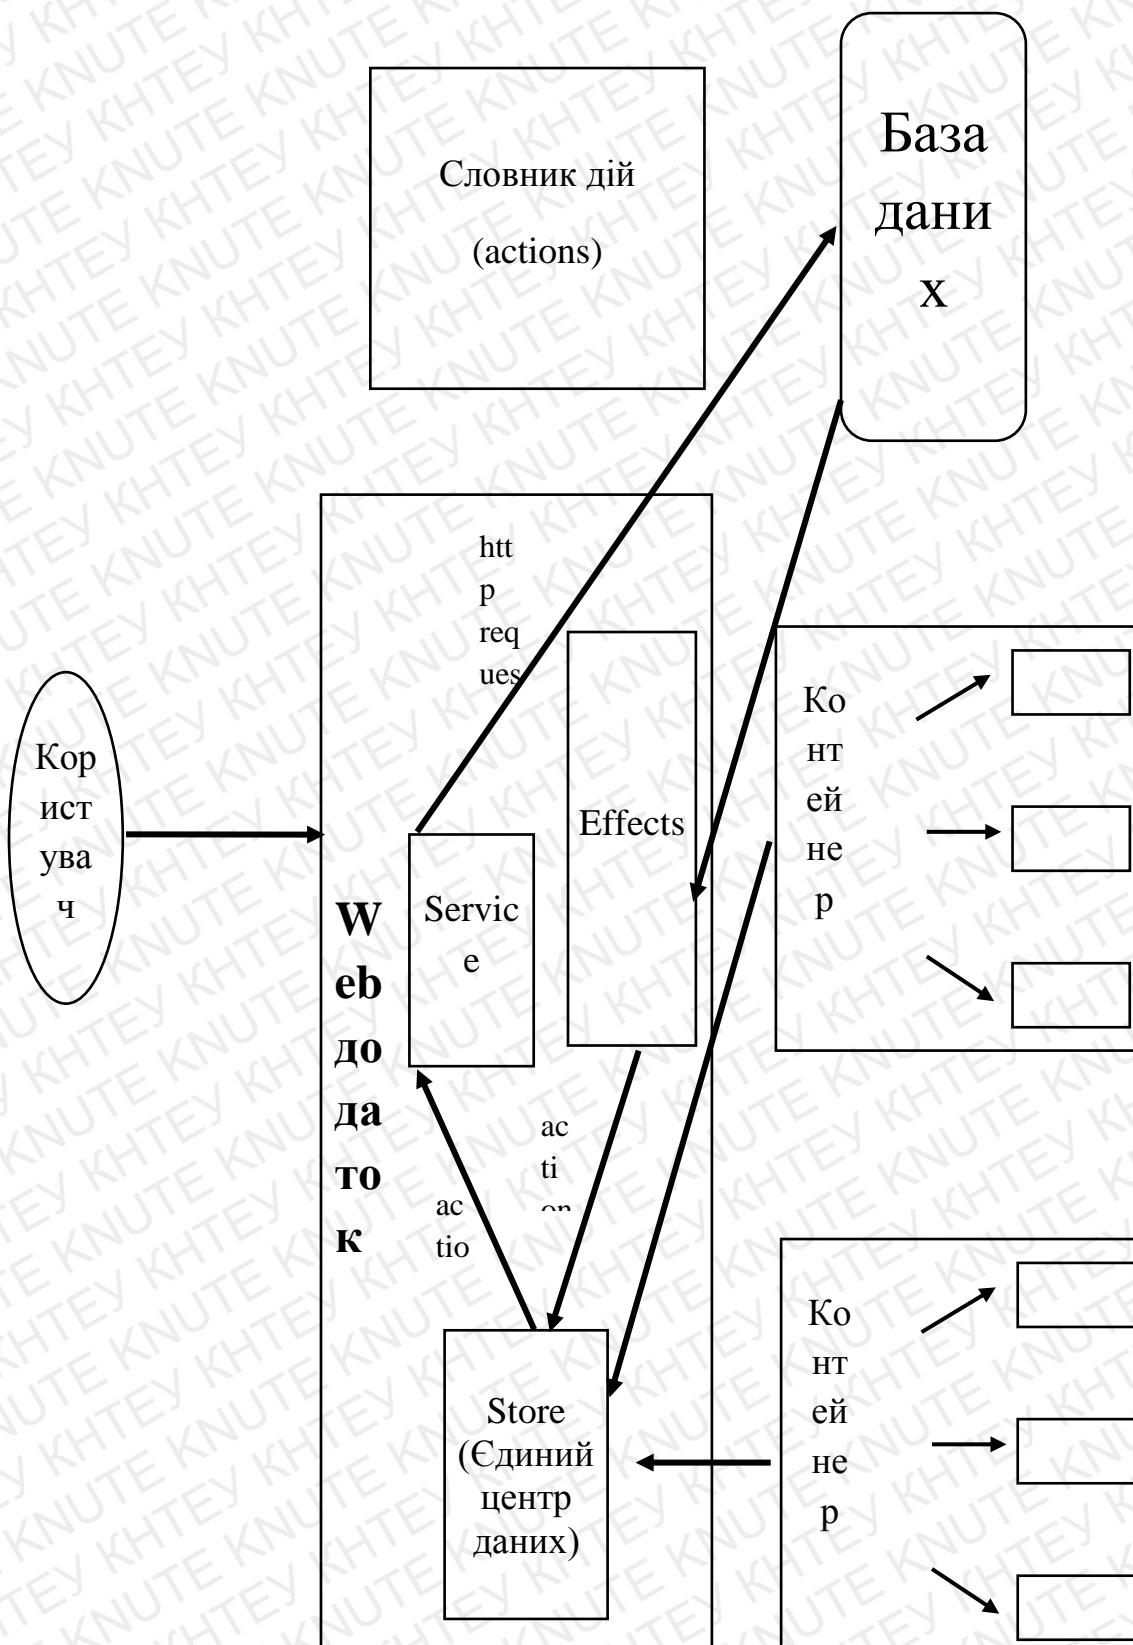 База
дани
х
Словник дій
(actions)
htt
p
req
ues
Кор
ист
ува
ч
Effects
Servic
e
W
eb
до
да
то
к
Ко
нт
ей
не
р
ac
ti
on
ac
tio
Store
(Єдиний
центр
даних)
Ко
нт
ей
не
р